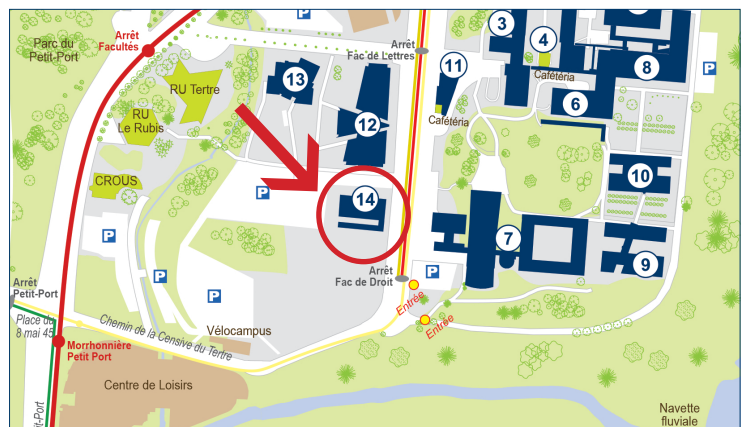 P
Parc du
Petit-Port
Arrêt
Facultés
Arrêt
Fac de Lettres
3
4
8
P
RU Tertre
13
11
Cafétéria
6
RU
Le Rubis
12
Cafétéria
CROUS
P
14
10
P
7
9
P
Arrêt
Fac de Droit
P
Arrêt
Petit-Port
P
Entrée
Entrée
Place du
8 mai 45
Chemin de la Censive du Tertre
Vélocampus
Morrhonnière
Petit Port
Centre de Loisirs
Navette
fluviale
it-Port